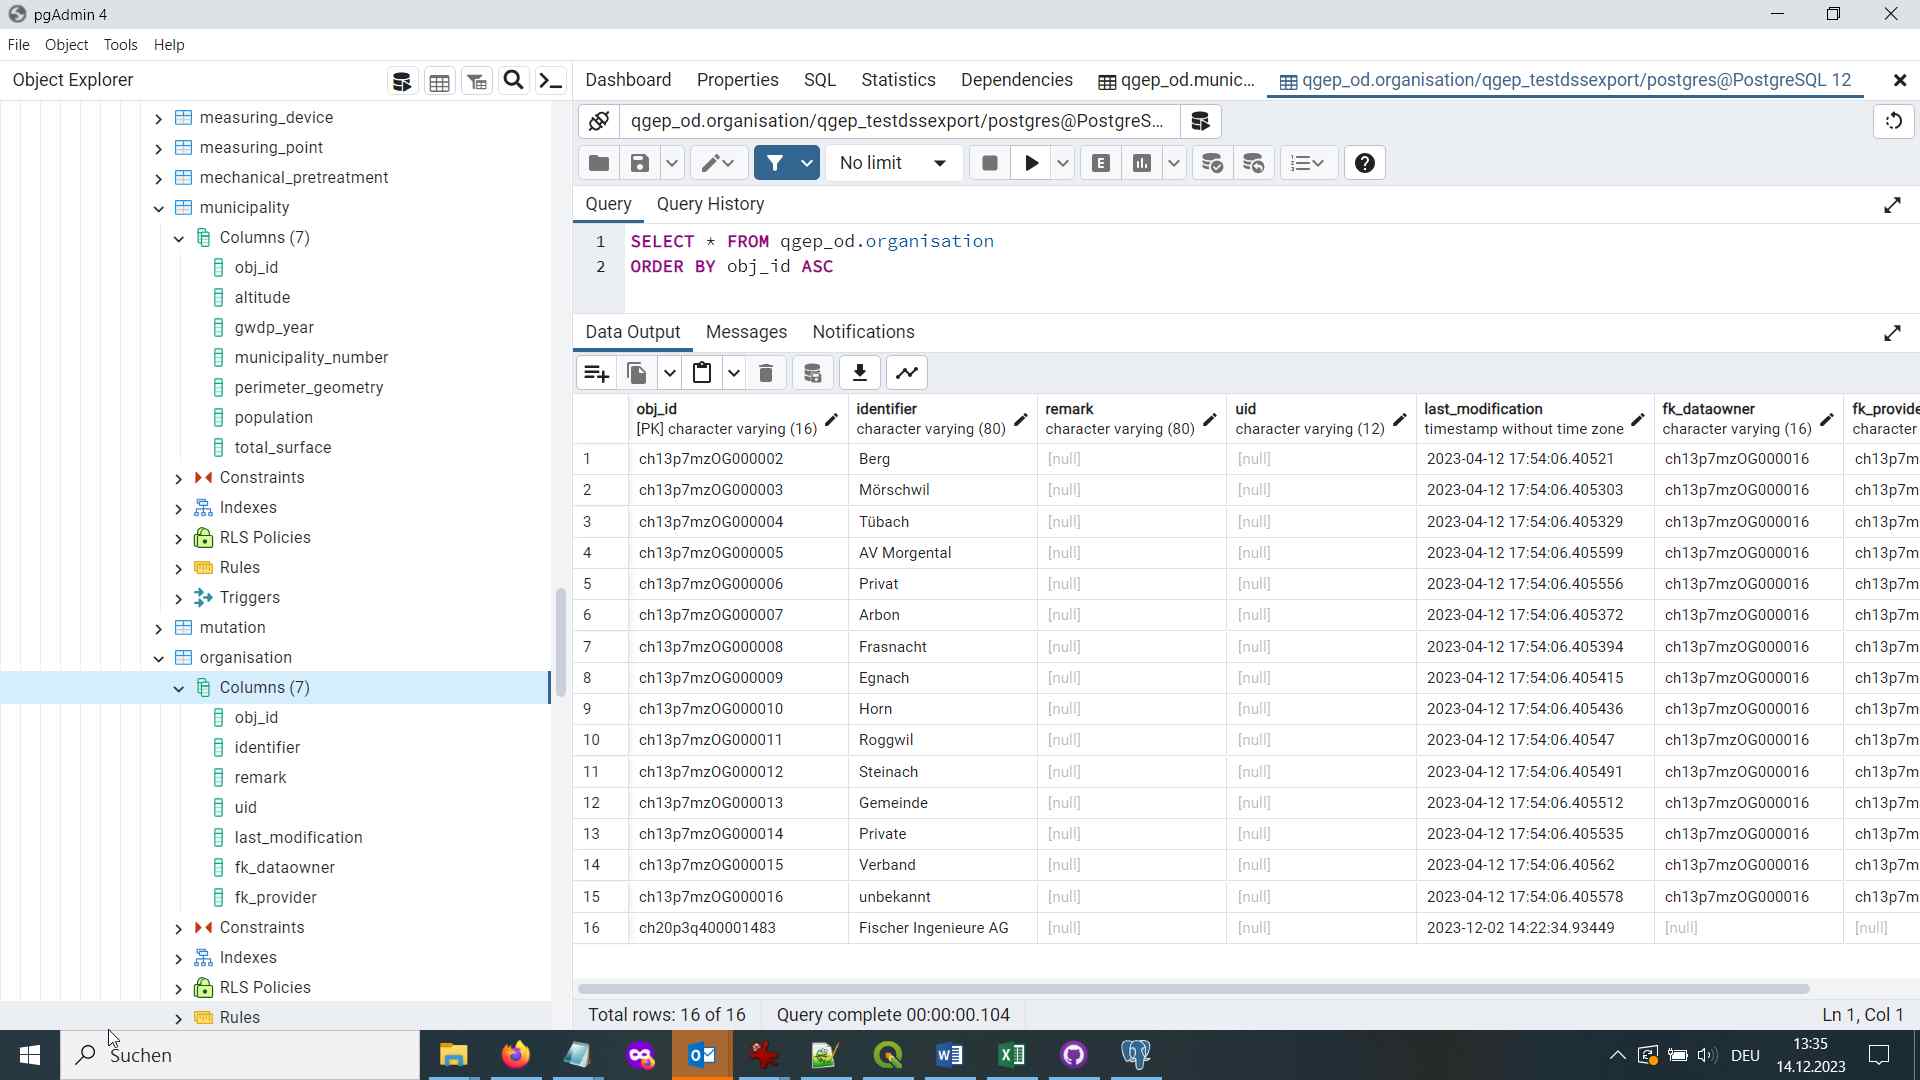 pgAdmin 4
File Object Tools Help
Object Explorer
Dashboard Properties SQL Statistics Dependencies qgep_od.munic... qgep_od.organisation/qgep_testdssexport/postgres@PostgreSQL 12
measuring_device
measuring_point
mechanical_pretreatment
municipality
Columns (7)
obj_id
altitude
gwdp_year
municipality_number
perimeter_geometry
population
total_surface
Constraints
Indexes
RLS Policies
Rules
Triggers
mutation
organisation
Columns (7)
obj_id
identifier
remark
uid
last_modification
fk_dataowner
fk_provider
Constraints
Indexes
RLS Policies
Rules
qgep_od.organisation/qgep_testdssexport/postgres@PostgreS...
No limit
E
Query Query History
1 SELECT * FROM qgep_od.organisation
2 ORDER BY obj_id ASC
Data Output Messages Notifications
obj_id identifier remark uid last_modification fk_dataowner fk_provide
[PK] character varying (16) character varying (80) character varying (80) character varying (12) timestamp without time zone character varying (16) character
1 ch13p7mzOG000002 Berg [null] [null] 2023-04-12 17:54:06.40521 ch13p7mzOG000016 ch13p7m
2 ch13p7mzOG000003 Mörschwil [null] [null] 2023-04-12 17:54:06.405303 ch13p7mzOG000016 ch13p7m
3 ch13p7mzOG000004 Tübach [null] [null] 2023-04-12 17:54:06.405329 ch13p7mzOG000016 ch13p7m
4 ch13p7mzOG000005 AV Morgental [null] [null] 2023-04-12 17:54:06.405599 ch13p7mzOG000016 ch13p7m
5 ch13p7mzOG000006 Privat [null] [null] 2023-04-12 17:54:06.405556 ch13p7mzOG000016 ch13p7m
6 ch13p7mzOG000007 Arbon [null] [null] 2023-04-12 17:54:06.405372 ch13p7mzOG000016 ch13p7m
7 ch13p7mzOG000008 Frasnacht [null] [null] 2023-04-12 17:54:06.405394 ch13p7mzOG000016 ch13p7m
8 ch13p7mzOG000009 Egnach [null] [null] 2023-04-12 17:54:06.405415 ch13p7mzOG000016 ch13p7m
9 ch13p7mzOG000010 Horn [null] [null] 2023-04-12 17:54:06.405436 ch13p7mzOG000016 ch13p7m
10 ch13p7mzOG000011 Roggwil [null] [null] 2023-04-12 17:54:06.40547 ch13p7mzOG000016 ch13p7m
11 ch13p7mzOG000012 Steinach [null] [null] 2023-04-12 17:54:06.405491 ch13p7mzOG000016 ch13p7m
12 ch13p7mzOG000013 Gemeinde [null] [null] 2023-04-12 17:54:06.405512 ch13p7mzOG000016 ch13p7m
13 ch13p7mzOG000014 Private [null] [null] 2023-04-12 17:54:06.405535 ch13p7mzOG000016 ch13p7m
14 ch13p7mzOG000015 Verband [null] [null] 2023-04-12 17:54:06.40562 ch13p7mzOG000016 ch13p7m
15 ch13p7mzOG000016 unbekannt [null] [null] 2023-04-12 17:54:06.405578 ch13p7mzOG000016 ch13p7m
16 ch20p3q400001483 Fischer Ingenieure AG [null] [null] 2023-12-02 14:22:34.93449 [null] [null]
Total rows: 16 of 16 Query complete 00:00:00.104 Ln 1, Col 1
Suchen
DEU
13:35
14.12.2023